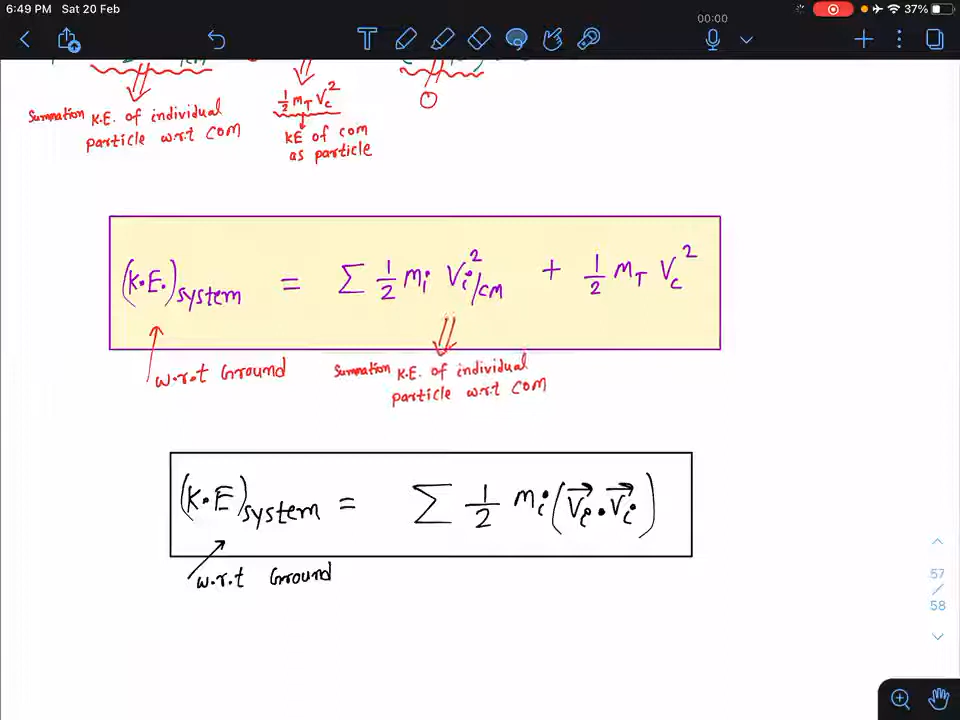 6:49 PM Sat 20 Feb
37%
00:00
Summation K.E. of individual
particle w.r.t COM
1/2 m_T V_c^2
KE of com
as particle
(K.E.)system = ∑ 1/2 m_i V_{i/CM}^2 + 1/2 m_T V_c^2
w.r.t Ground
Summation K.E. of individual
particle w.r.t COM
(K.E)system = ∑ 1/2 m_i (V_i . V_i)
w.r.t Ground
57
/
58